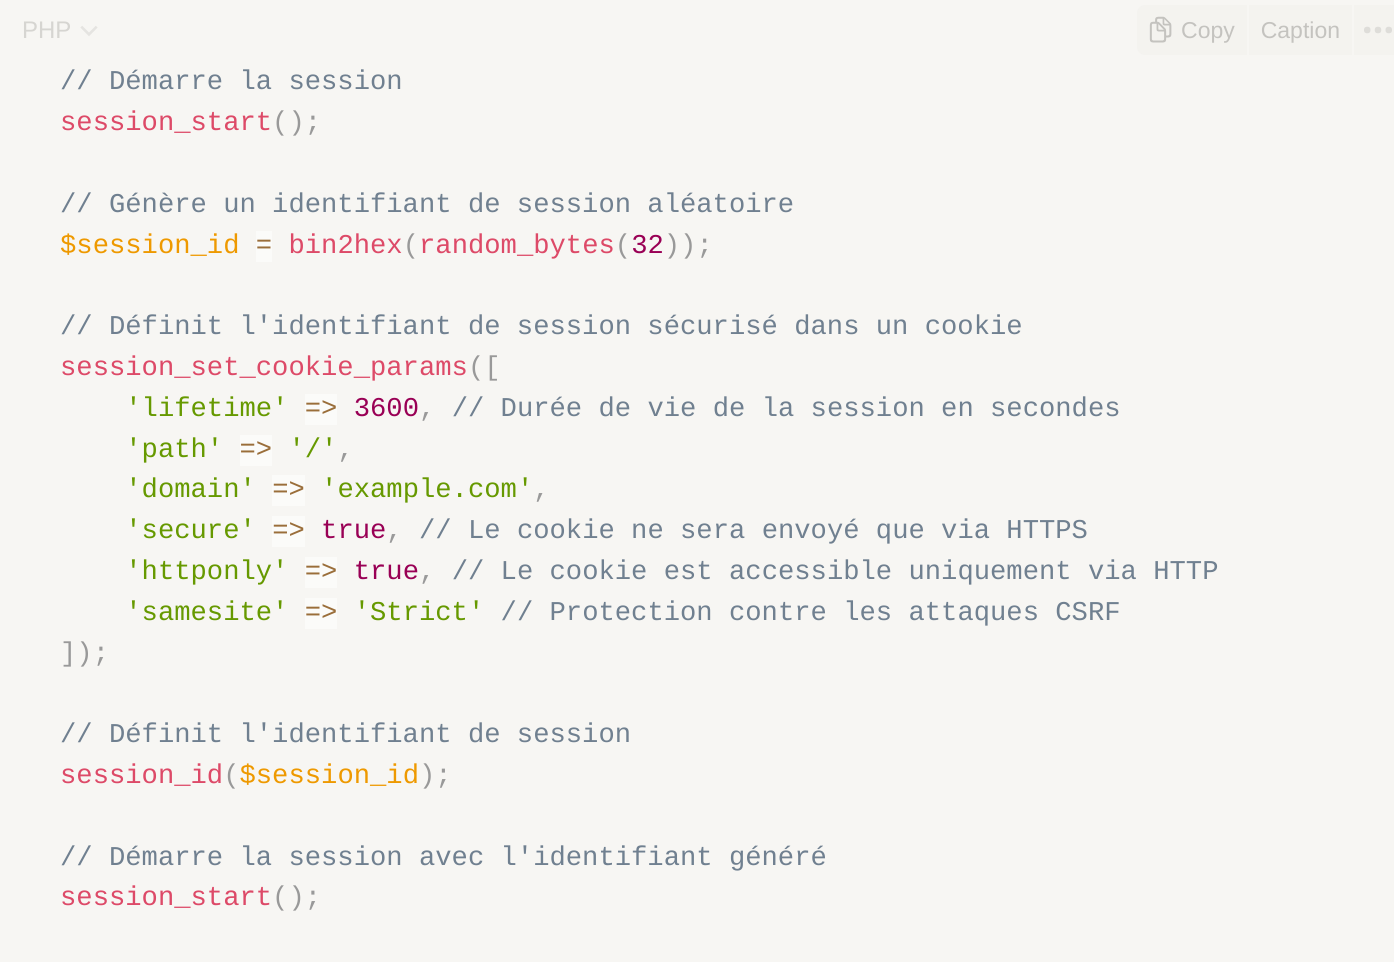 PHP
Copy
Caption
// Démarre la session
session_start();
// Génère un identifiant de session aléatoire
$session_id = bin2hex(random_bytes(32));
// Définit l'identifiant de session sécurisé dans un cookie
session_set_cookie_params([
'lifetime' => 3600, // Durée de vie de la session en secondes
'path' => '/',
'domain' => 'example.com',
'secure' => true, // Le cookie ne sera envoyé que via HTTPS
'httponly' => true, // Le cookie est accessible uniquement via HTTP
'samesite' => 'Strict' // Protection contre les attaques CSRF
]);
// Définit l'identifiant de session
session_id($session_id);
// Démarre la session avec l'identifiant généré
session_start();